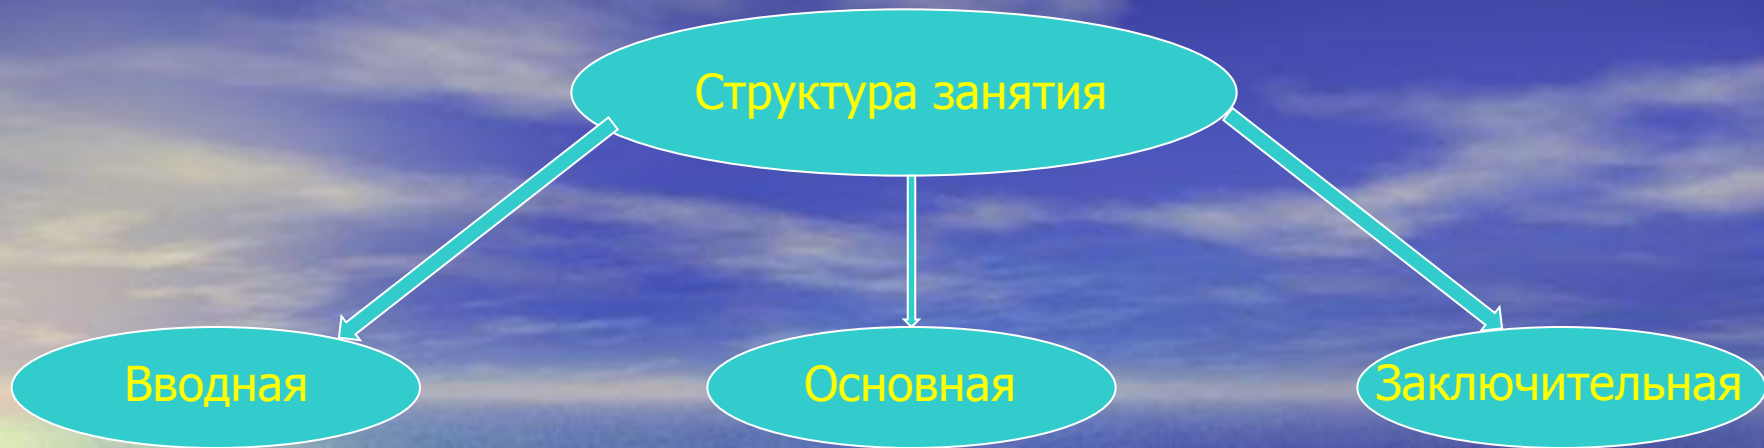 Структура занятия
Вводная
Основная
Заключительная